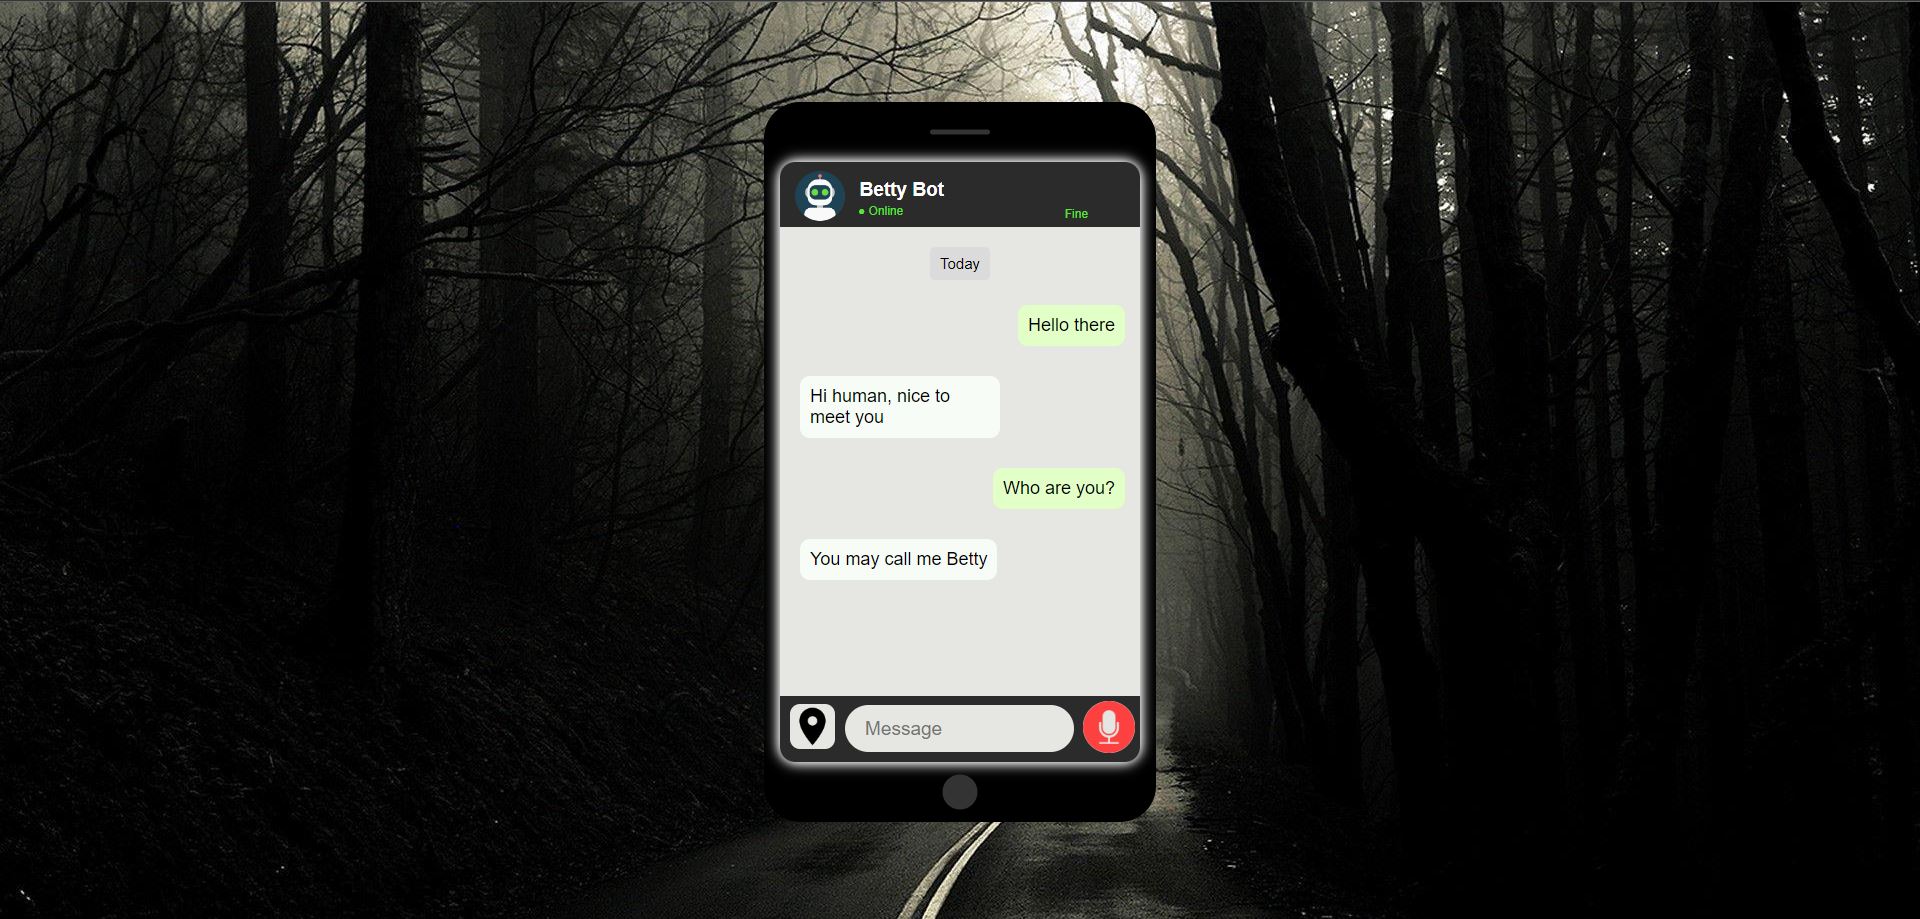 Betty Bot
Online
Fine
Today
Hello there
Hi human, nice to
meet you
Who are you?
You may call me Betty
Message